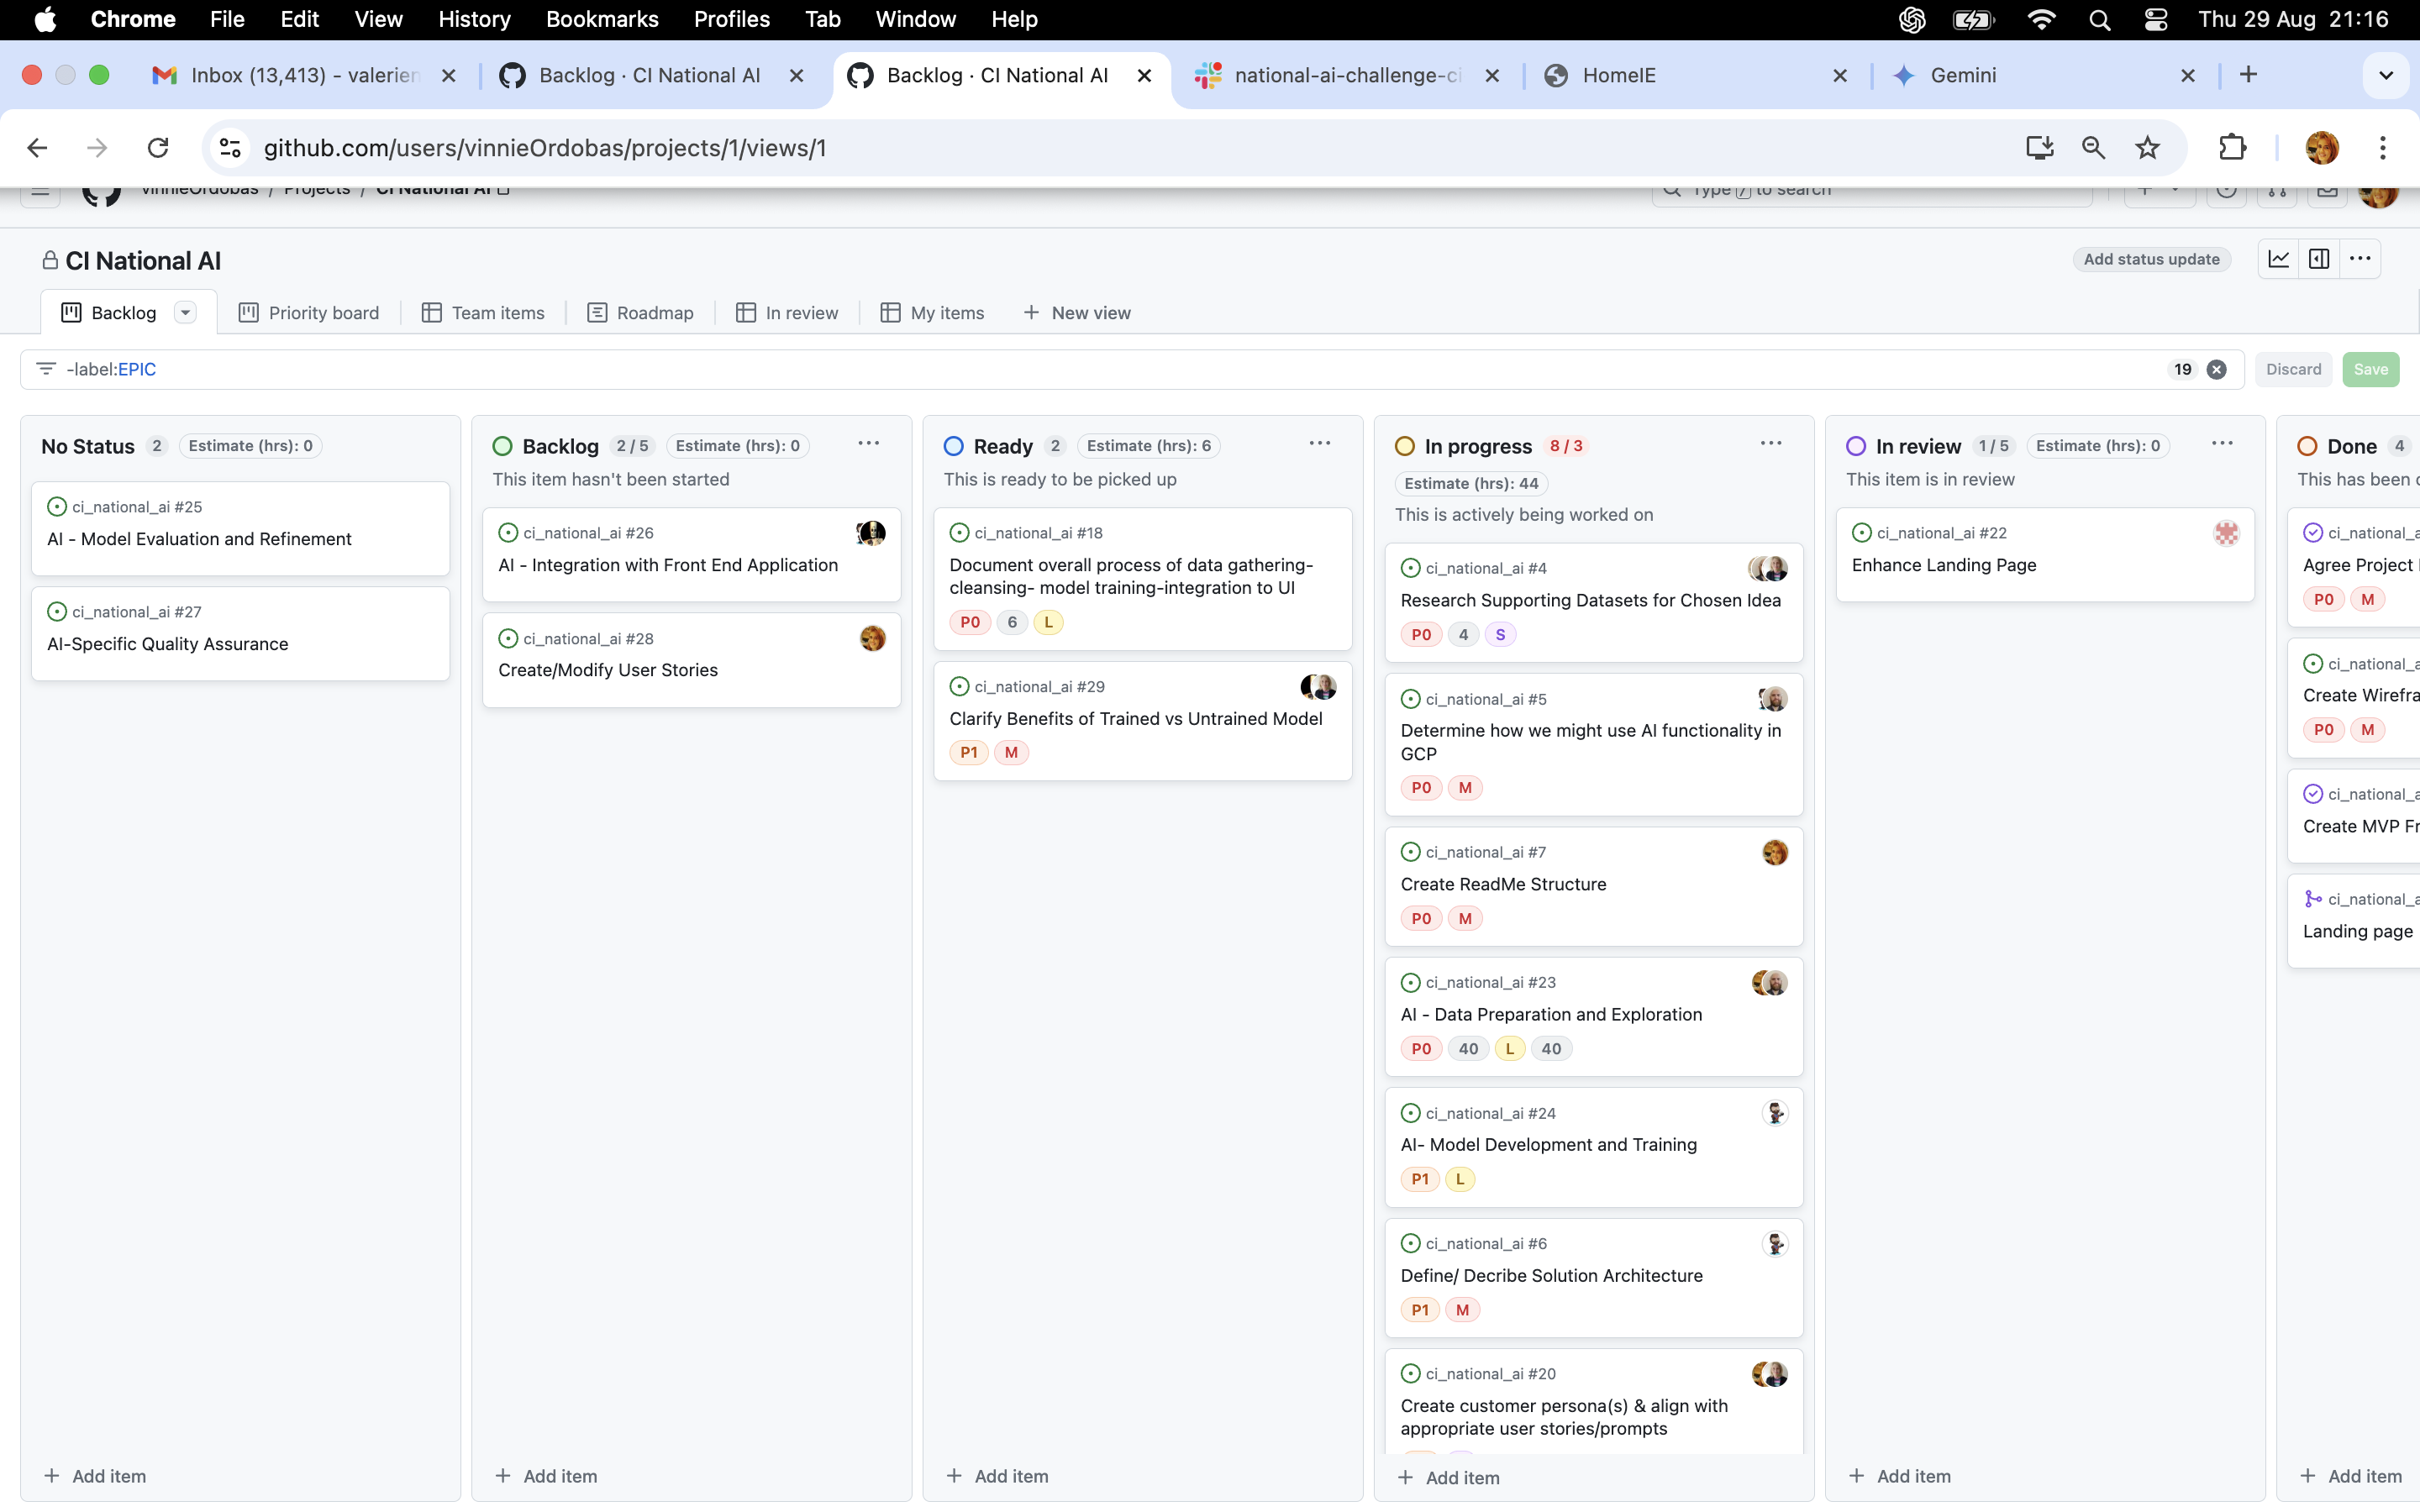 Chrome File Edit View History Bookmarks Profiles Tab Window Help Thu 29 Aug 21:16
Inbox (13,413) - valerien Backlog · CI National AI Backlog · CI National AI national-ai-challenge-ci HomeIE Gemini
github.com/users/vinnieOrdobas/projects/1/views/1
vinnieOrdobas / Projects / CI National AI Type / to search
CI National AI Add status update
Backlog Priority board Team items Roadmap In review My items New view
-label:EPIC 19 Discard Save
No Status 2 Estimate (hrs): 0
ci_national_ai #25
AI - Model Evaluation and Refinement
ci_national_ai #27
AI-Specific Quality Assurance
Add item
Backlog 2 / 5 Estimate (hrs): 0
This item hasn't been started
ci_national_ai #26
AI - Integration with Front End Application
ci_national_ai #28
Create/Modify User Stories
Add item
Ready 2 Estimate (hrs): 6
This is ready to be picked up
ci_national_ai #18
Document overall process of data gathering-
cleansing- model training-integration to UI
P0 6 L
ci_national_ai #29
Clarify Benefits of Trained vs Untrained Model
P1 M
Add item
In progress 8 / 3
Estimate (hrs): 44
This is actively being worked on
ci_national_ai #4
Research Supporting Datasets for Chosen Idea
P0 4 S
ci_national_ai #5
Determine how we might use AI functionality in
GCP
P0 M
ci_national_ai #7
Create ReadMe Structure
P0 M
ci_national_ai #23
AI - Data Preparation and Exploration
P0 40 L 40
ci_national_ai #24
AI- Model Development and Training
P1 L
ci_national_ai #6
Define/ Decribe Solution Architecture
P1 M
ci_national_ai #20
Create customer persona(s) & align with
appropriate user stories/prompts
Add item
In review 1 / 5 Estimate (hrs): 0
This item is in review
ci_national_ai #22
Enhance Landing Page
Add item
Done 4
This has been
ci_national_a
Agree Project
P0 M
ci_national_a
Create Wirefra
P0 M
ci_national_a
Create MVP Fr
ci_national_a
Landing page
Add item